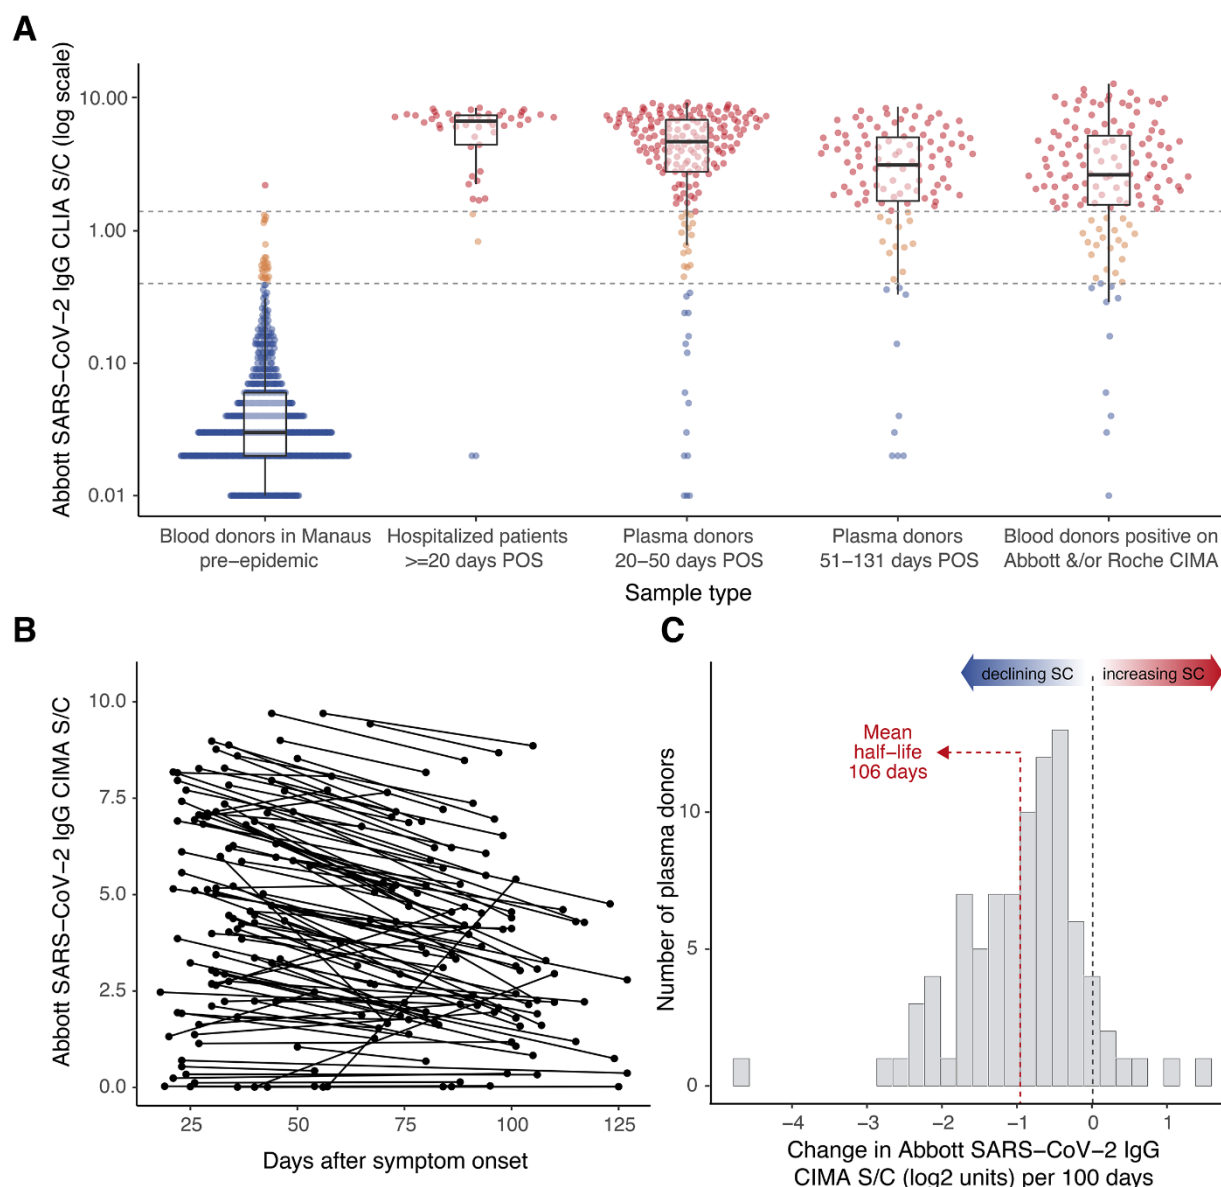 A
Abbott SARS−CoV−2 IgG CLIA S/C (log scale)
10.00
1.00
0.10
0.01
Blood donors in Manaus
pre−epidemic
Hospitalized patients
>=20 days POS
Plasma donors
20−50 days POS
Plasma donors
51−131 days POS
Blood donors positive on
Abbott &/or Roche CIMA
Sample type
B
Abbott SARS−CoV−2 IgG CIMA S/C
10.0
7.5
5.0
2.5
0.0
25
50
75
100
125
Days after symptom onset
C
declining SC
increasing SC
Mean
half−life
106 days
Number of plasma donors
10
5
0
−4
−3
−2
−1
0
1
Change in Abbott SARS−CoV−2 IgG
CIMA S/C (log2 units) per 100 days